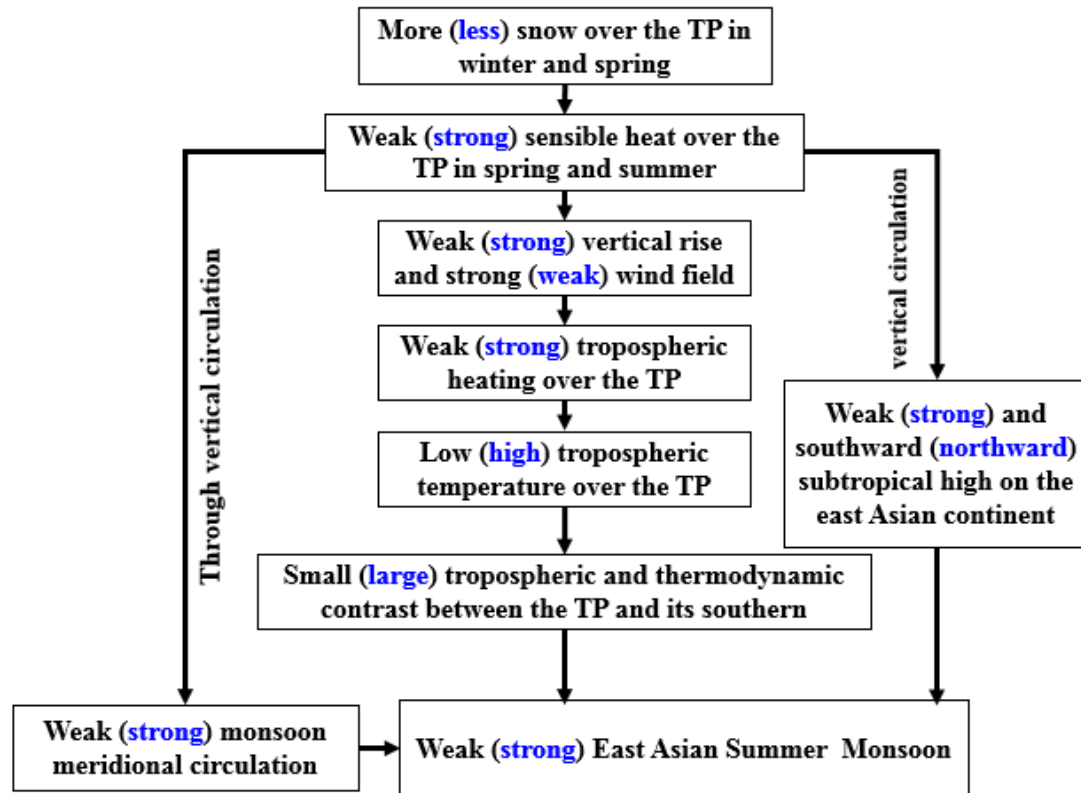 More (less) snow over the TP in
winter and spring
Weak (strong) sensible heat over the
TP in spring and summer
Weak (strong) vertical rise
and strong (weak) wind field
Weak (strong) tropospheric
heating over the TP
Low (high) tropospheric
temperature over the TP
Small (large) tropospheric and thermodynamic
contrast between the TP and its southern
Through vertical circulation
vertical circulation
Weak (strong) and
southward (northward)
subtropical high on the
east Asian continent
Weak (strong) monsoon
meridional circulation
Weak (strong) East Asian Summer Monsoon